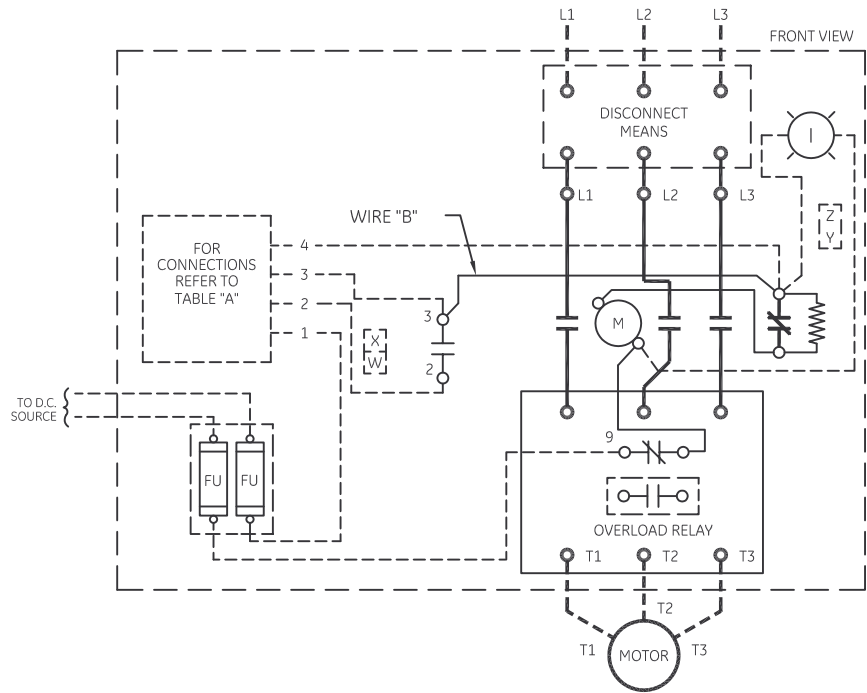 L1 L2 L3
FRONT VIEW
DISCONNECT
MEANS
I
L1 L2 L3
WIRE "B"
Z
Y
FOR
CONNECTIONS
REFER TO
TABLE "A"
4
3
2
1
3
X
W
2
M
TO D.C.
SOURCE
9
FU FU
OVERLOAD RELAY
T1 T2 T3
T2
T1 MOTOR T3